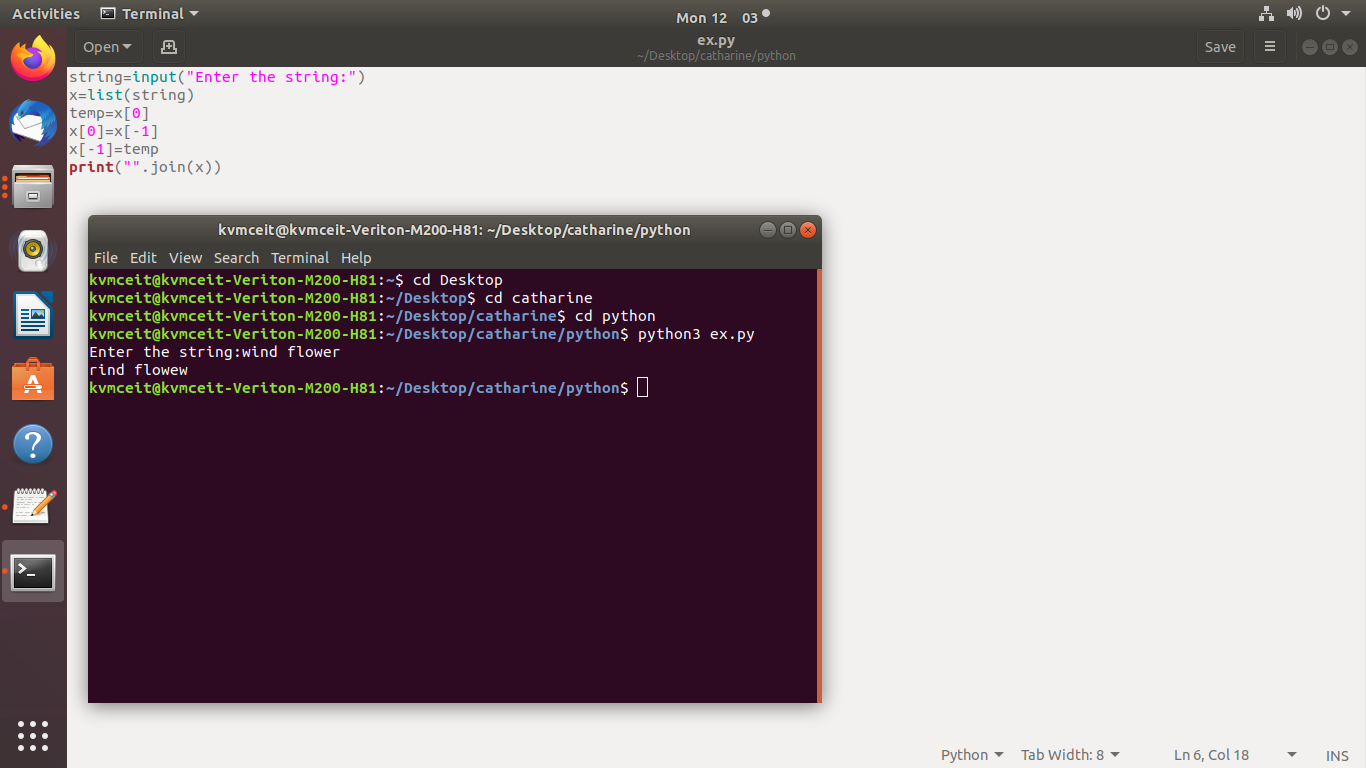 Activities Terminal Mon 12 03
Open ex.py Save
~/Desktop/catharine/python
string=input("Enter the string:")
x=list(string)
temp=x[0]
x[0]=x[-1]
x[-1]=temp
print("".join(x))
kvmceit@kvmceit-Veriton-M200-H81: ~/Desktop/catharine/python
File Edit View Search Terminal Help
kvmceit@kvmceit-Veriton-M200-H81:~$ cd Desktop
kvmceit@kvmceit-Veriton-M200-H81:~/Desktop$ cd catharine
kvmceit@kvmceit-Veriton-M200-H81:~/Desktop/catharine$ cd python
kvmceit@kvmceit-Veriton-M200-H81:~/Desktop/catharine/python$ python3 ex.py
Enter the string:wind flower
rind flowew
kvmceit@kvmceit-Veriton-M200-H81:~/Desktop/catharine/python$
Python Tab Width: 8 Ln 6, Col 18 INS